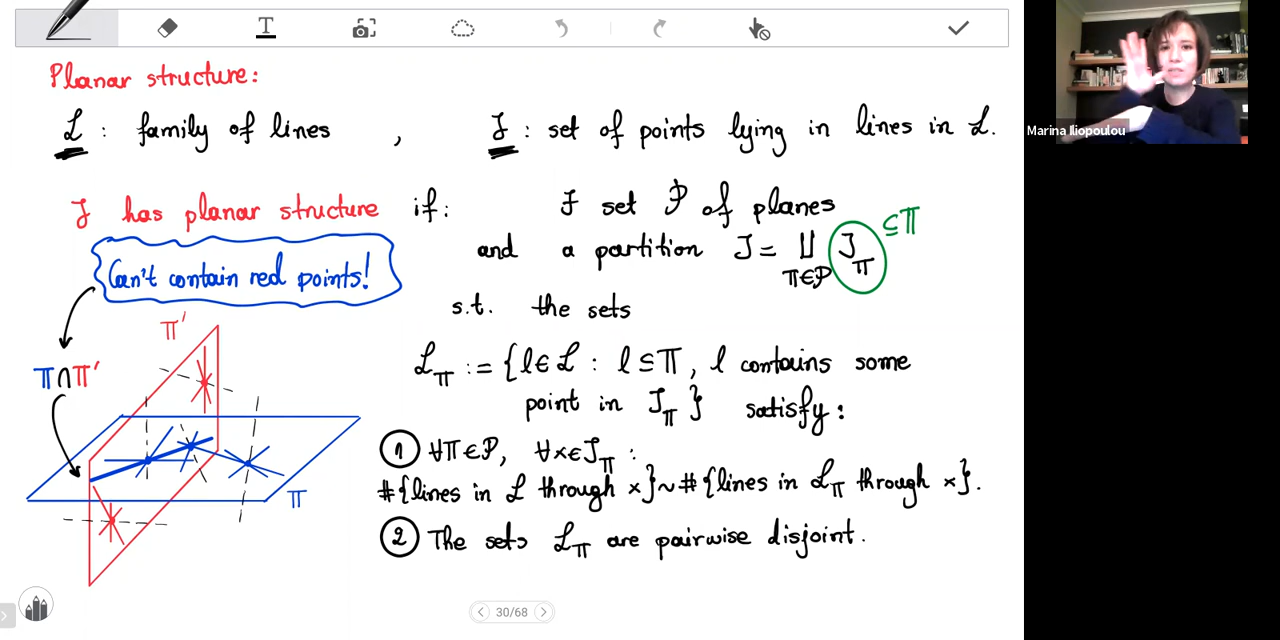 T
Planar structure:
ℒ : family of lines , J : set of points lying in lines in ℒ.
J has planar structure if: ∃ set 𝒫 of planes
and a partition J = ⨆ J_π ⊆ π
π∈𝒫
Can't contain red points!
s.t. the sets
π'
ℒ_π := {l∈ℒ : l⊆π, l contains some
point in J_π } satisfy:
π∩π'
① ∀π∈𝒫, ∀x∈J_π :
#{lines in ℒ through x}~#{lines in ℒ_π through x}.
π
② The sets ℒ_π are pairwise disjoint.
30/68
Marina Iliopoulou